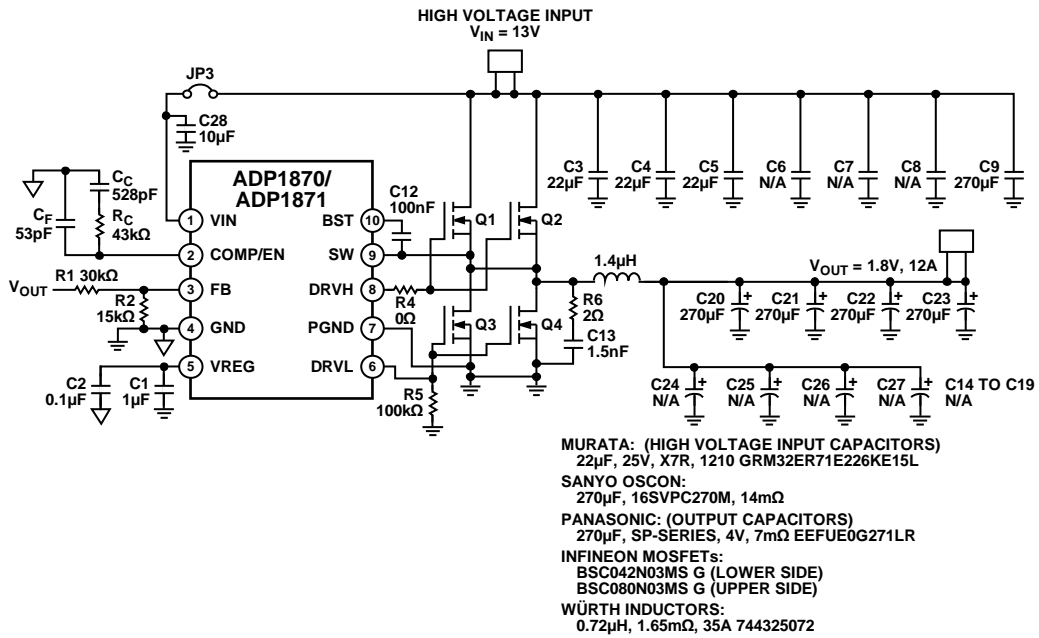 HIGH VOLTAGE INPUT
VIN = 13V
JP3
C28
10µF
ADP1870/
ADP1871
CC
528pF
CF
53pF
RC
43kΩ
1 VIN
2 COMP/EN
3 FB
4 GND
5 VREG
BST 10
SW 9
DRVH 8
PGND 7
DRVL 6
VOUT
R1 30kΩ
R2
15kΩ
C2
0.1µF
C1
1µF
C12
100nF
R4
0Ω
R5
100kΩ
Q1
Q2
Q3
Q4
1.4µH
R6
2Ω
C13
1.5nF
C3
22µF
C4
22µF
C5
22µF
C6
N/A
C7
N/A
C8
N/A
C9
270µF
VOUT = 1.8V, 12A
C20
270µF
+
C21
270µF
+
C22
270µF
+
C23
270µF
+
C24
N/A
+
C25
N/A
+
C26
N/A
+
C27
N/A
+
C14 TO C19
N/A
MURATA: (HIGH VOLTAGE INPUT CAPACITORS)
22µF, 25V, X7R, 1210 GRM32ER71E226KE15L
SANYO OSCON:
270µF, 16SVPC270M, 14mΩ
PANASONIC: (OUTPUT CAPACITORS)
270µF, SP-SERIES, 4V, 7mΩ EEFUE0G271LR
INFINEON MOSFETs:
BSC042N03MS G (LOWER SIDE)
BSC080N03MS G (UPPER SIDE)
WÜRTH INDUCTORS:
0.72µH, 1.65mΩ, 35A 744325072